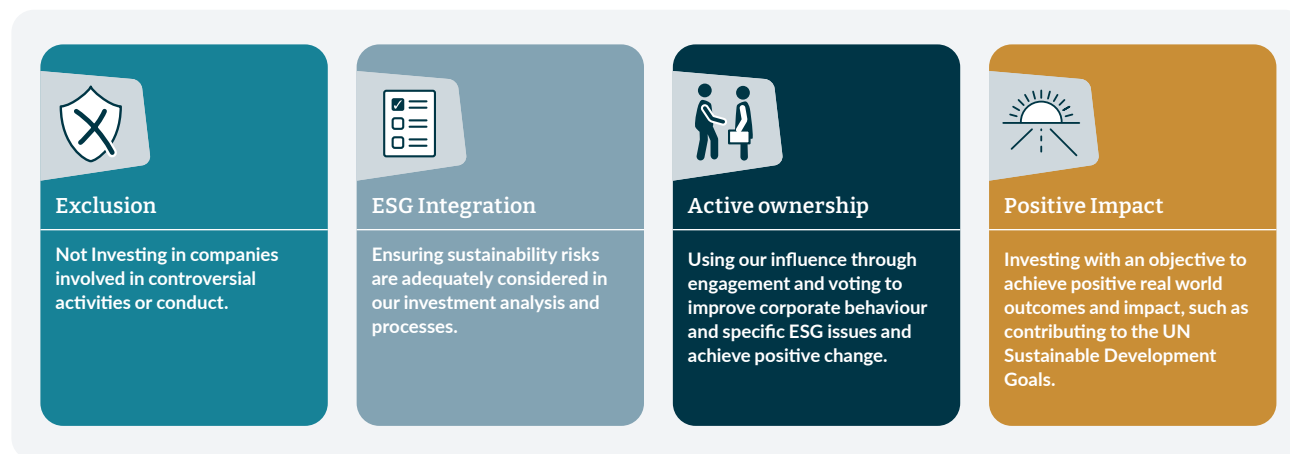 Exclusion
Not Investing in companies
involved in controversial
activities or conduct.
ESG Integration
Ensuring sustainability risks
are adequately considered in
our investment analysis and
processes.
Active ownership
Using our influence through
engagement and voting to
improve corporate behaviour
and specific ESG issues and
achieve positive change.
Positive Impact
Investing with an objective to
achieve positive real world
outcomes and impact, such as
contributing to the UN
Sustainable Development
Goals.